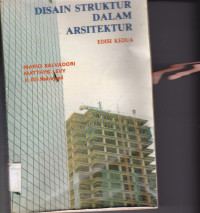 DISAIN STRUKTUR
DALAM
ARSITEKTUR
EDISI KEDUA
MARIO SALVADORI
MATTHYS LEVY